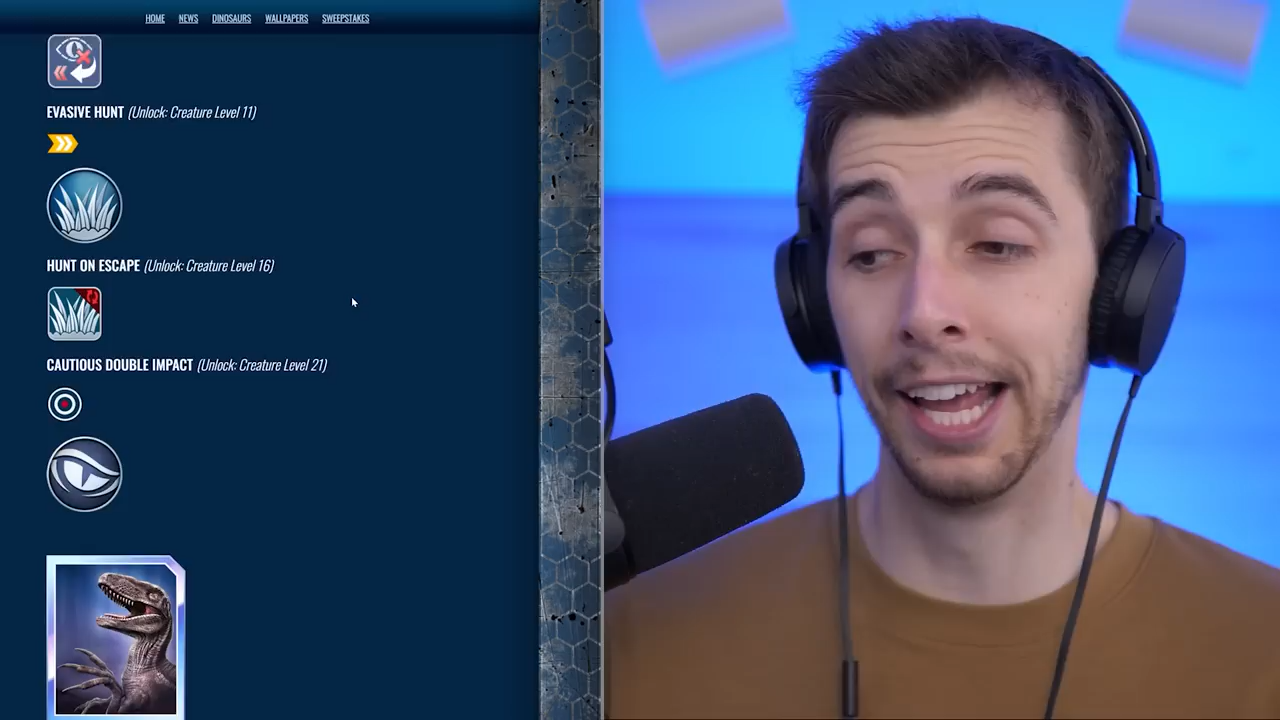 HOME NEWS DINOSAURS WALLPAPERS SWEEPSTAKES
EVASIVE HUNT (Unlock: Creature Level 11)
HUNT ON ESCAPE (Unlock: Creature Level 16)
CAUTIOUS DOUBLE IMPACT (Unlock: Creature Level 21)